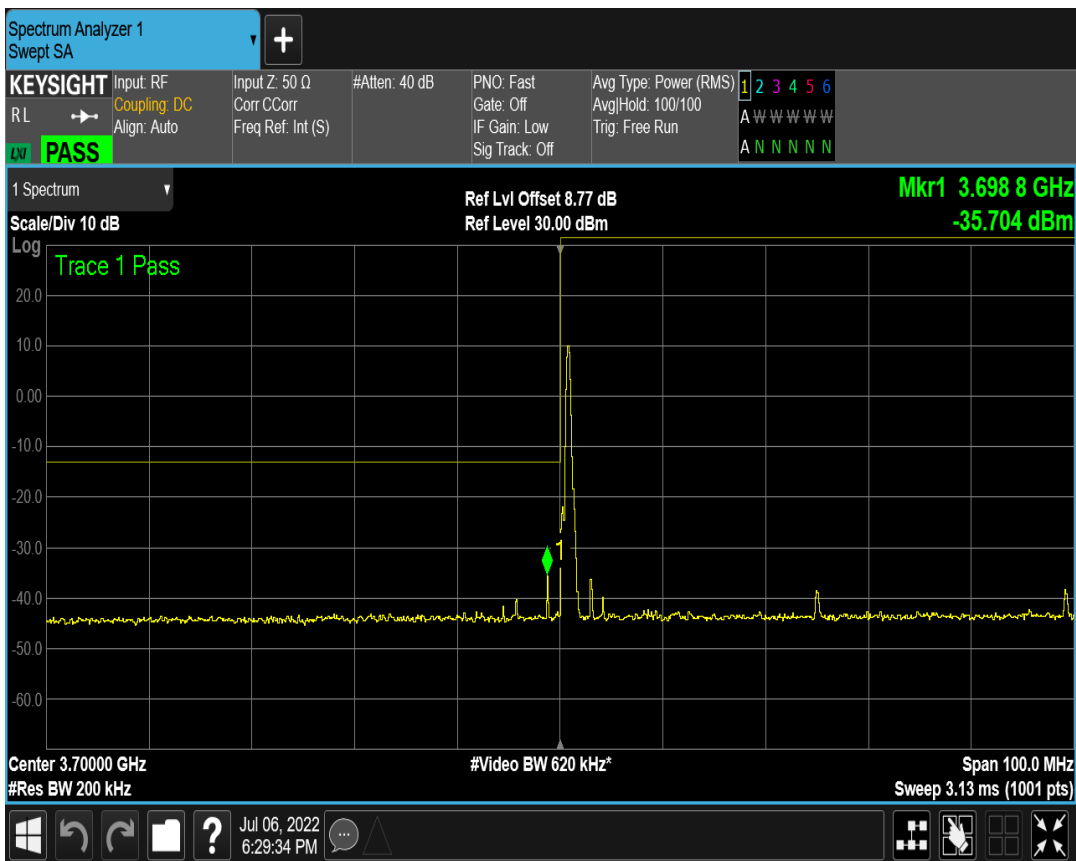 Spectrum Analyzer 1
Swept SA
+
KEYSIGHT
R L
LXI
PASS
Input: RF
Coupling: DC
Align: Auto
Input Z: 50 Ω
Corr CCorr
Freq Ref: Int (S)
#Atten: 40 dB
PNO: Fast
Gate: Off
IF Gain: Low
Sig Track: Off
Avg Type: Power (RMS)
Avg|Hold: 100/100
Trig: Free Run
1 2 3 4 5 6
A W W W W W
A N N N N N
1 Spectrum
Scale/Div 10 dB
Ref Lvl Offset 8.77 dB
Ref Level 30.00 dBm
Mkr1 3.698 8 GHz
-35.704 dBm
Log
Trace 1 Pass
20.0
10.0
0.00
-10.0
-20.0
-30.0
-40.0
-50.0
-60.0
1
Center 3.70000 GHz
#Res BW 200 kHz
#Video BW 620 kHz*
Span 100.0 MHz
Sweep 3.13 ms (1001 pts)
?
Jul 06, 2022
6:29:34 PM